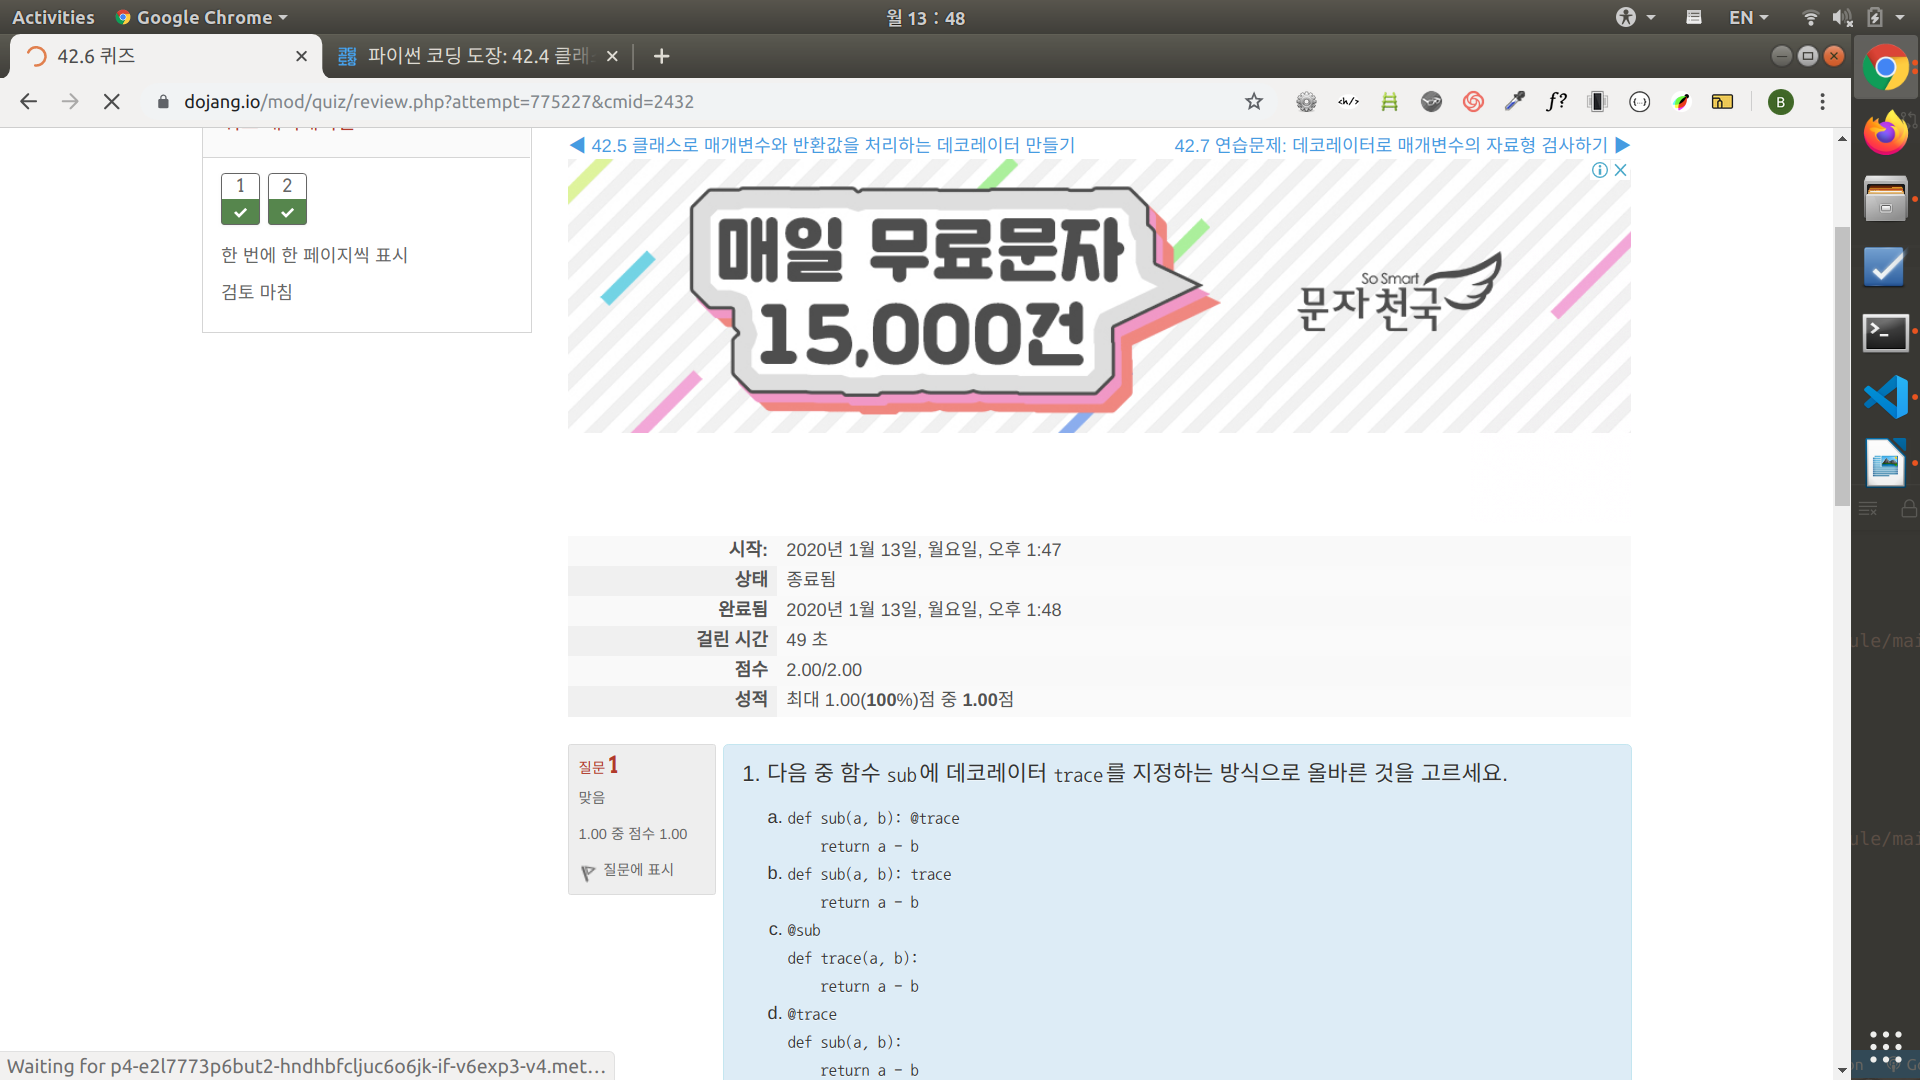 Activities
Google Chrome
월 13 : 48
EN
42.6 퀴즈
파이썬 코딩 도장: 42.4 클래
dojang.io/mod/quiz/review.php?attempt=775227&cmid=2432
B
◀ 42.5 클래스로 매개변수와 반환값을 처리하는 데코레이터 만들기
42.7 연습문제: 데코레이터로 매개변수의 자료형 검사하기 ▶
1 2
한 번에 한 페이지씩 표시
검토 마침
매일 무료문자
15,000건
So Smart
문자천국
시작: 2020년 1월 13일, 월요일, 오후 1:47
상태 종료됨
완료됨 2020년 1월 13일, 월요일, 오후 1:48
걸린 시간 49 초
점수 2.00/2.00
성적 최대 1.00(100%)점 중 1.00점
질문 1
맞음
1.00 중 점수 1.00
질문에 표시
1. 다음 중 함수 sub에 데코레이터 trace를 지정하는 방식으로 올바른 것을 고르세요.
a. def sub(a, b): @trace
return a - b
b. def sub(a, b): trace
return a - b
c. @sub
def trace(a, b):
return a - b
d. @trace
def sub(a, b):
return a - b
Waiting for p4-e2l7773p6but2-hndhbfcljuc6o6jk-if-v6exp3-v4.met...
ule/mai
ule/mai